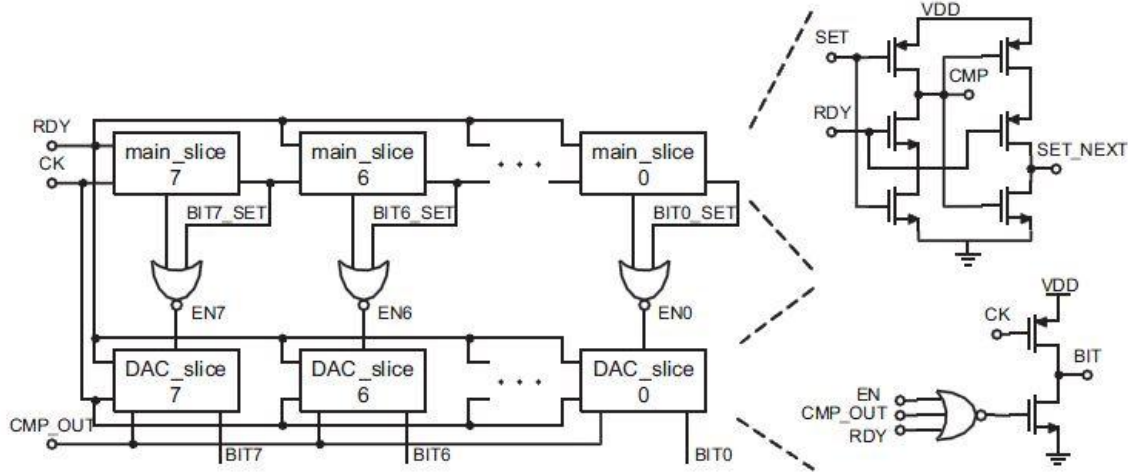 VDD
SET
CMP
RDY
SET_NEXT
RDY
CK
main_slice
7
main_slice
6
main_slice
0
BIT7_SET
BIT6_SET
BIT0_SET
EN7
EN6
EN0
VDD
CK
BIT
DAC_slice
7
DAC_slice
6
DAC_slice
0
EN
CMP_OUT
RDY
CMP_OUT
BIT7
BIT6
BIT0